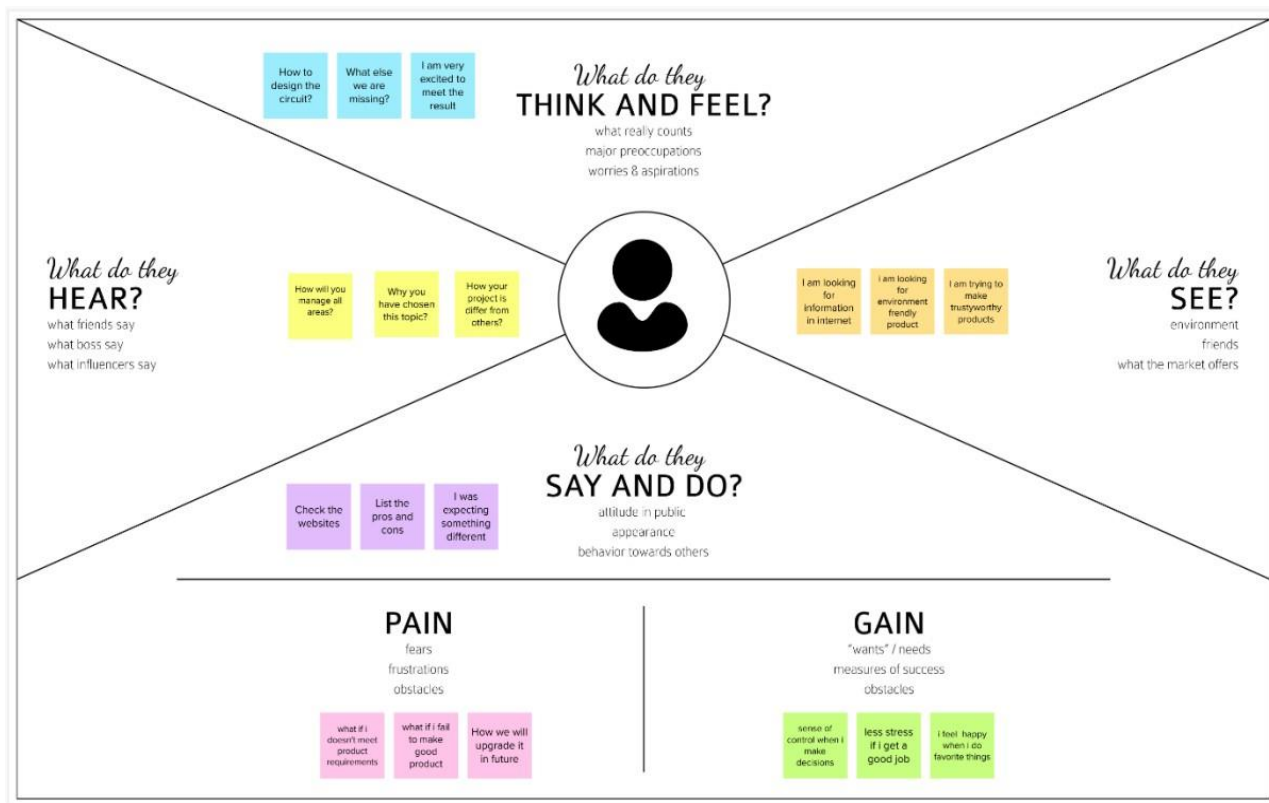 How to
design the
circuit?
What else
we are
missing?
I am very
excited to
meet the
result
What do they
THINK AND FEEL?
what really counts
major preoccupations
worries & aspirations
What do they
HEAR?
what friends say
what boss say
what influencers say
How will you
manage all
areas?
Why you
have chosen
this topic?
How your
project is
differ from
others?
I am looking
for
information
in internet
i am looking
for
environment
frendly
product
I am trying to
make
trustyworthy
products
What do they
SEE?
environment
friends
what the market offers
What do they
SAY AND DO?
attitude in public
appearance
behavior towards others
Check the
websites
List the
pros and
cons
I was
expecting
something
different
PAIN
fears
frustrations
obstacles
what if i
doesn't meet
product
requirements
what if i fail
to make
good
product
How we will
upgrade it
in future
GAIN
"wants" / needs
measures of success
obstacles
sense of
control when i
make
decisions
less stress
if i get a
good job
i feel happy
when i do
favorite things